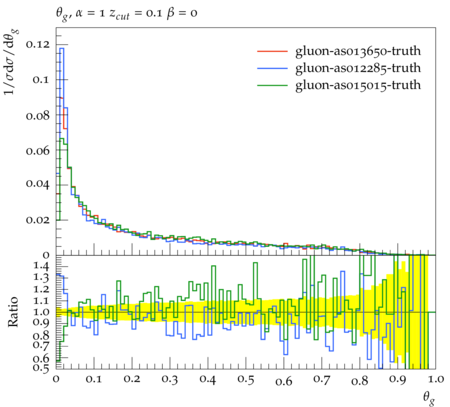 θg, α = 1 zcut = 0.1 β = 0
1/σdσ/dθg
0.12
0.1
0.08
0.06
0.04
0.02
0
gluon-aso13650-truth
gluon-aso12285-truth
gluon-aso15015-truth
Ratio
1.4
1.3
1.2
1.1
1.0
0.9
0.8
0.7
0.6
0.5
0 0.1 0.2 0.3 0.4 0.5 0.6 0.7 0.8 0.9 1.0
θg